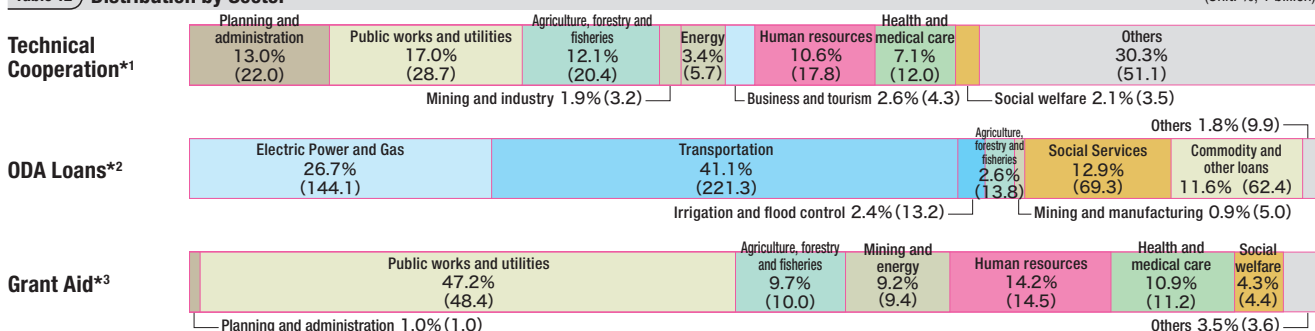 Table 12 Distribution by Sector
(Unit: %, ¥ billion)
Technical Cooperation*1
Planning and administration
13.0%
(22.0)
Public works and utilities
17.0%
(28.7)
Agriculture, forestry and fisheries
12.1%
(20.4)
Mining and industry 1.9% (3.2)
Energy
3.4%
(5.7)
Business and tourism 2.6% (4.3)
Human resources
10.6%
(17.8)
Health and medical care
7.1%
(12.0)
Social welfare 2.1% (3.5)
Others
30.3%
(51.1)
ODA Loans*2
Electric Power and Gas
26.7%
(144.1)
Transportation
41.1%
(221.3)
Irrigation and flood control 2.4% (13.2)
Agriculture, forestry and fisheries
2.6%
(13.8)
Mining and manufacturing 0.9% (5.0)
Social Services
12.9%
(69.3)
Commodity and other loans
11.6% (62.4)
Others 1.8% (9.9)
Grant Aid*3
Planning and administration 1.0% (1.0)
Public works and utilities
47.2%
(48.4)
Agriculture, forestry and fisheries
9.7%
(10.0)
Mining and energy
9.2%
(9.4)
Human resources
14.2%
(14.5)
Health and medical care
10.9%
(11.2)
Social welfare
4.3%
(4.4)
Others 3.5% (3.6)